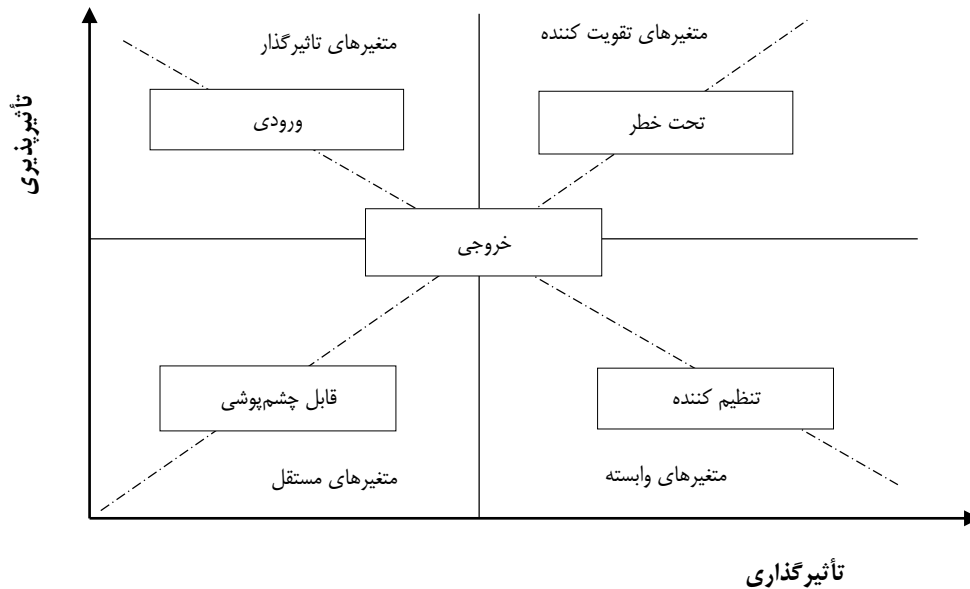 متغیرهای تقویت کننده
متغیرهای تاثیرگذار
تأثیرپذیری
تحت خطر
ورودی
خروجی
تنظیم کننده
قابل چشم‌پوشی
متغیرهای وابسته
متغیرهای مستقل
تأثیرگذاری